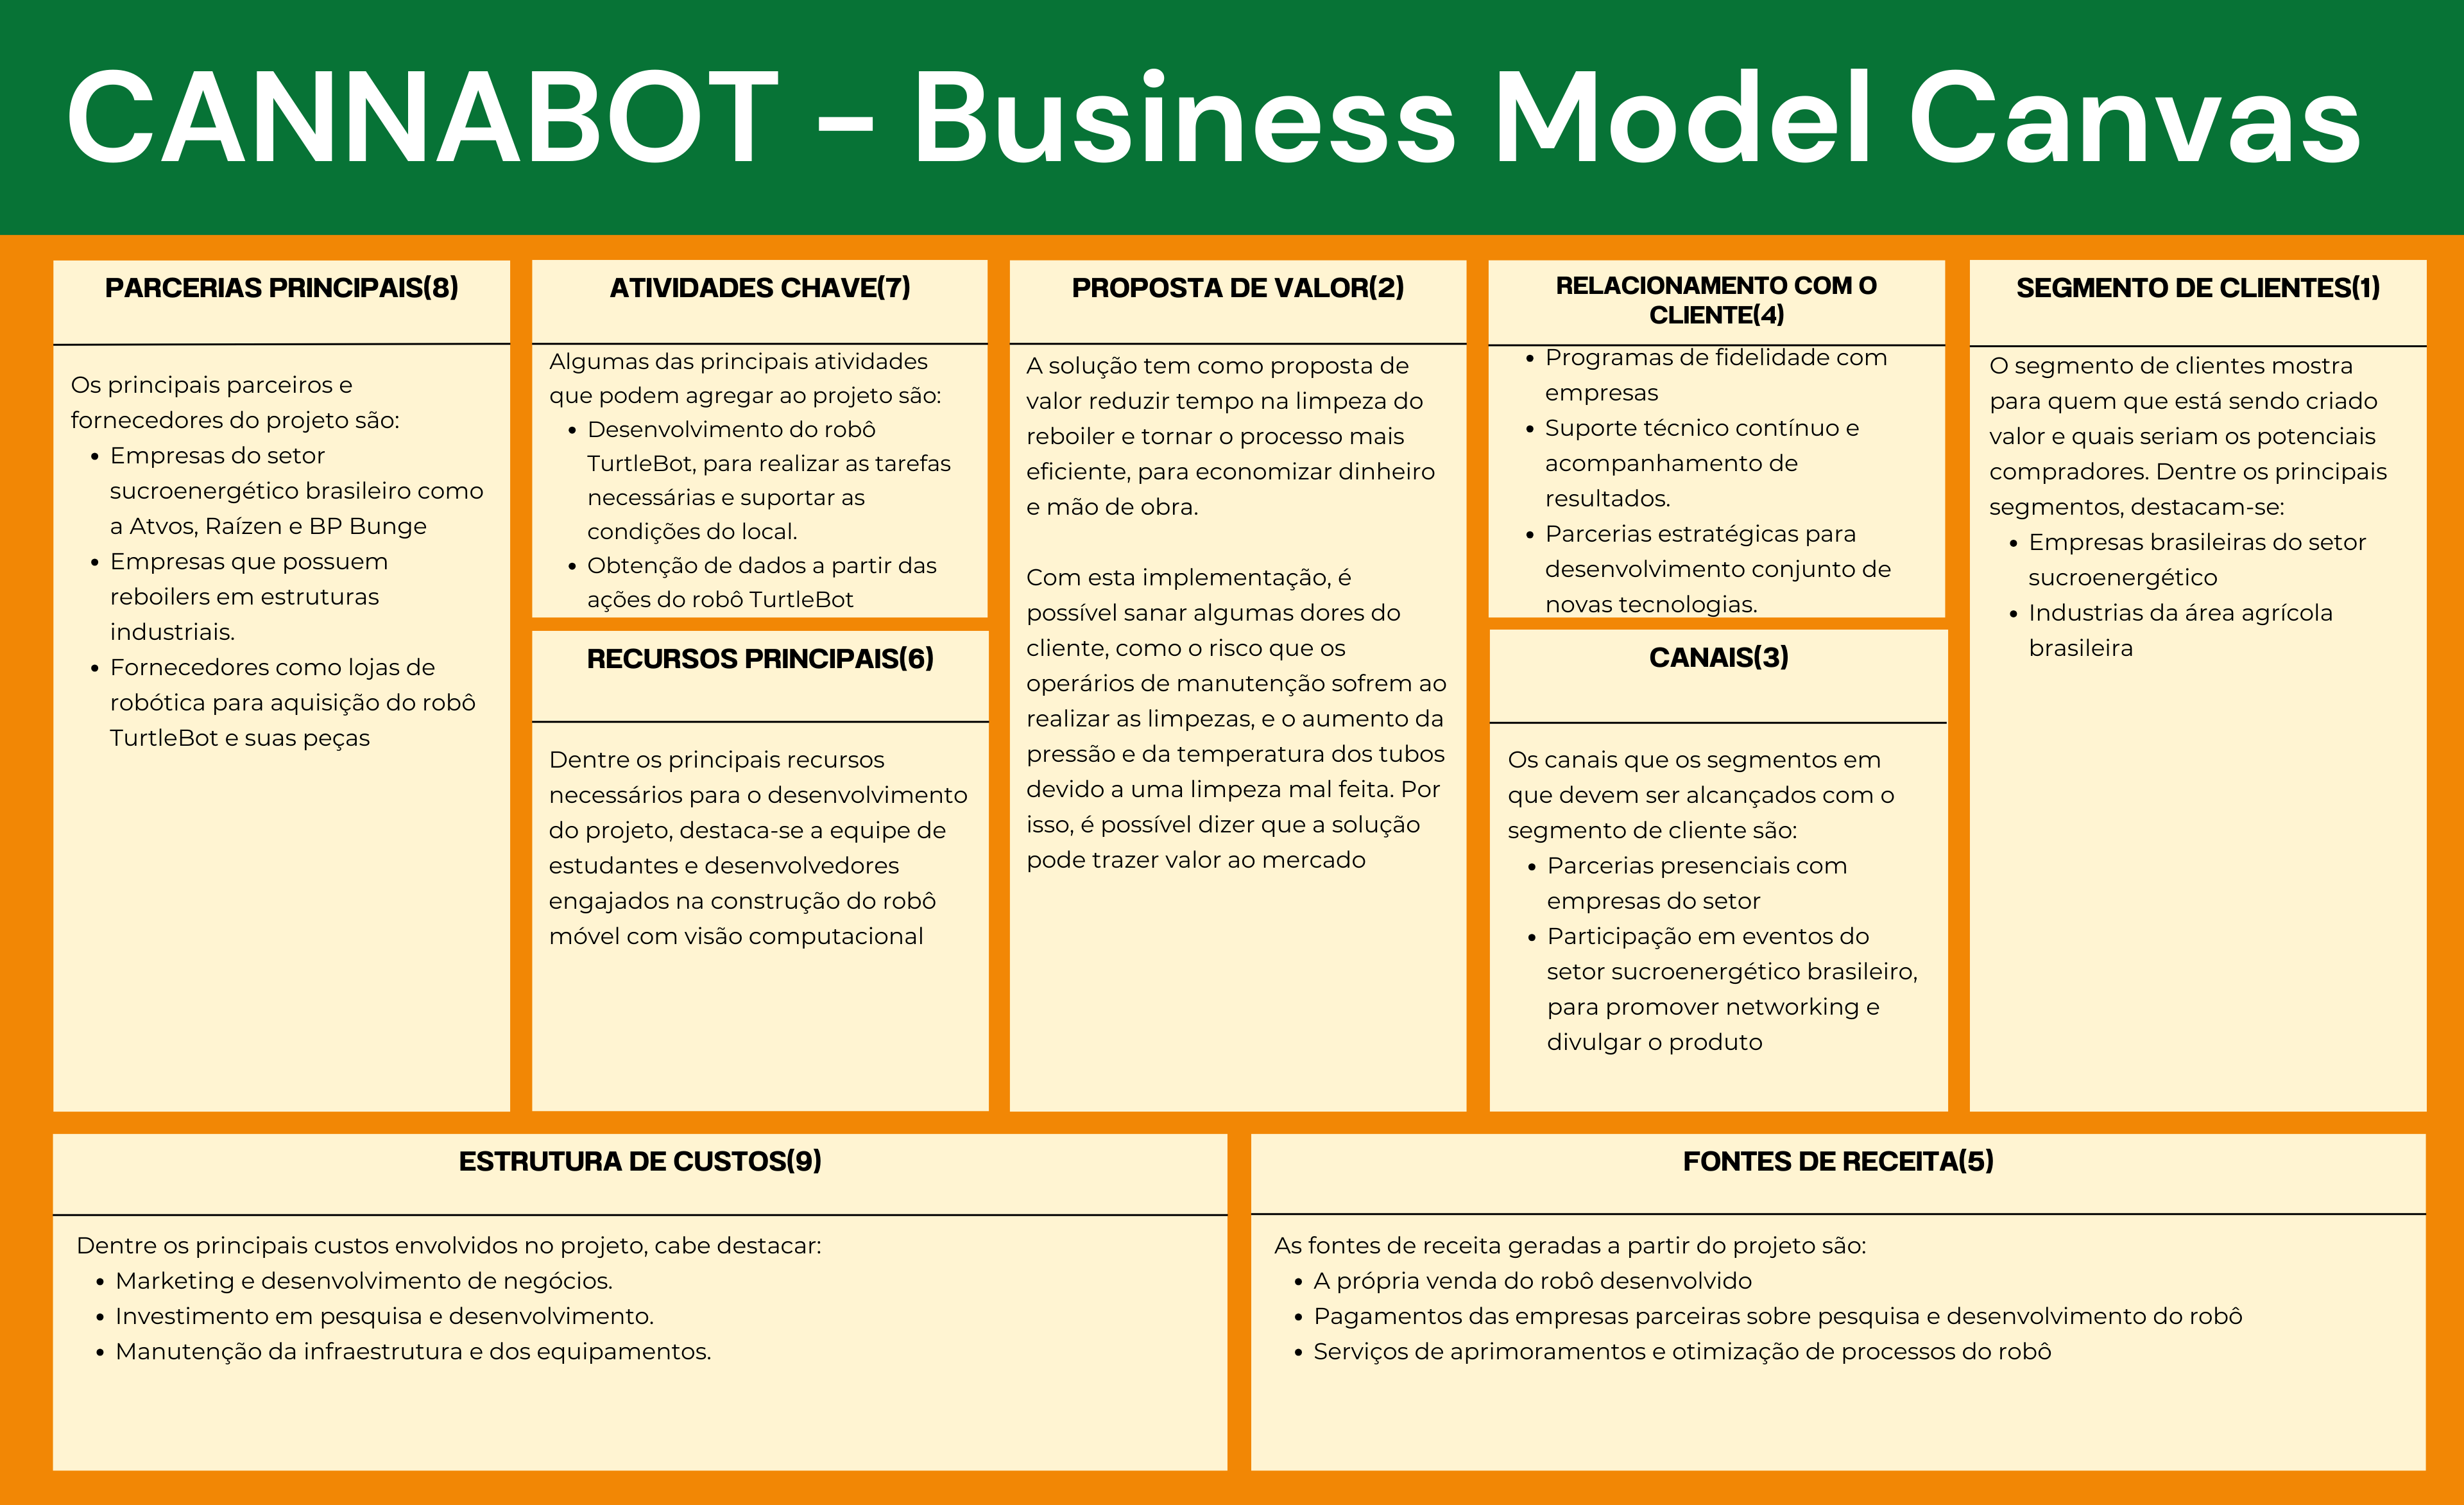 CANNABOT - Business Model Canvas
PARCERIAS PRINCIPAIS(8)
Os principais parceiros e
fornecedores do projeto são:
• Empresas do setor
sucroenergético brasileiro como
a Atvos, Raízen e BP Bunge
• Empresas que possuem
reboilers em estruturas
industriais.
• Fornecedores como lojas de
robótica para aquisição do robô
TurtleBot e suas peças
ATIVIDADES CHAVE(7)
Algumas das principais atividades
que podem agregar ao projeto são:
• Desenvolvimento do robô
TurtleBot, para realizar as tarefas
necessárias e suportar as
condições do local.
• Obtenção de dados a partir das
ações do robô TurtleBot
RECURSOS PRINCIPAIS(6)
Dentre os principais recursos
necessários para o desenvolvimento
do projeto, destaca-se a equipe de
estudantes e desenvolvedores
engajados na construção do robô
móvel com visão computacional
PROPOSTA DE VALOR(2)
A solução tem como proposta de
valor reduzir tempo na limpeza do
reboiler e tornar o processo mais
eficiente, para economizar dinheiro
e mão de obra.
Com esta implementação, é
possível sanar algumas dores do
cliente, como o risco que os
operários de manutenção sofrem ao
realizar as limpezas, e o aumento da
pressão e da temperatura dos tubos
devido a uma limpeza mal feita. Por
isso, é possível dizer que a solução
pode trazer valor ao mercado
RELACIONAMENTO COM O
CLIENTE(4)
• Programas de fidelidade com
empresas
• Suporte técnico contínuo e
acompanhamento de
resultados.
• Parcerias estratégicas para
desenvolvimento conjunto de
novas tecnologias.
CANAIS(3)
Os canais que os segmentos em
que devem ser alcançados com o
segmento de cliente são:
• Parcerias presenciais com
empresas do setor
• Participação em eventos do
setor sucroenergético brasileiro,
para promover networking e
divulgar o produto
SEGMENTO DE CLIENTES(1)
O segmento de clientes mostra
para quem que está sendo criado
valor e quais seriam os potenciais
compradores. Dentre os principais
segmentos, destacam-se:
• Empresas brasileiras do setor
sucroenergético
• Industrias da área agrícola
brasileira
ESTRUTURA DE CUSTOS(9)
Dentre os principais custos envolvidos no projeto, cabe destacar:
• Marketing e desenvolvimento de negócios.
• Investimento em pesquisa e desenvolvimento.
• Manutenção da infraestrutura e dos equipamentos.
FONTES DE RECEITA(5)
As fontes de receita geradas a partir do projeto são:
• A própria venda do robô desenvolvido
• Pagamentos das empresas parceiras sobre pesquisa e desenvolvimento do robô
• Serviços de aprimoramentos e otimização de processos do robô